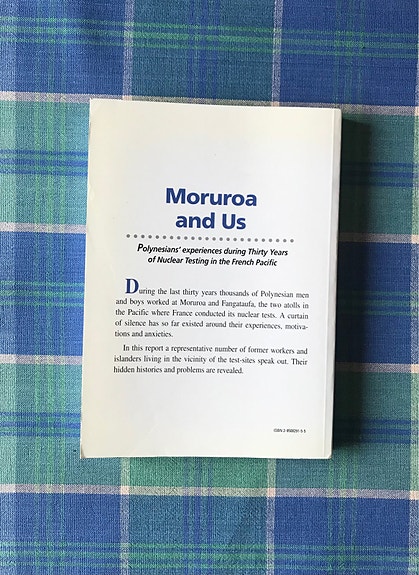 Moruroa
and Us
Polynesians' experiences during Thirty Years
of Nuclear Testing in the French Pacific
During the last thirty years thousands of Polynesian men
and boys worked at Moruroa and Fangataufa, the two atolls in
the Pacific where France conducted its nuclear tests. A curtain
of silence has so far existed around their experiences, motiva-
tions and anxieties.
In this report a representative number of former workers and
islanders living in the vicinity of the test-sites speak out. Their
hidden histories and problems are revealed.